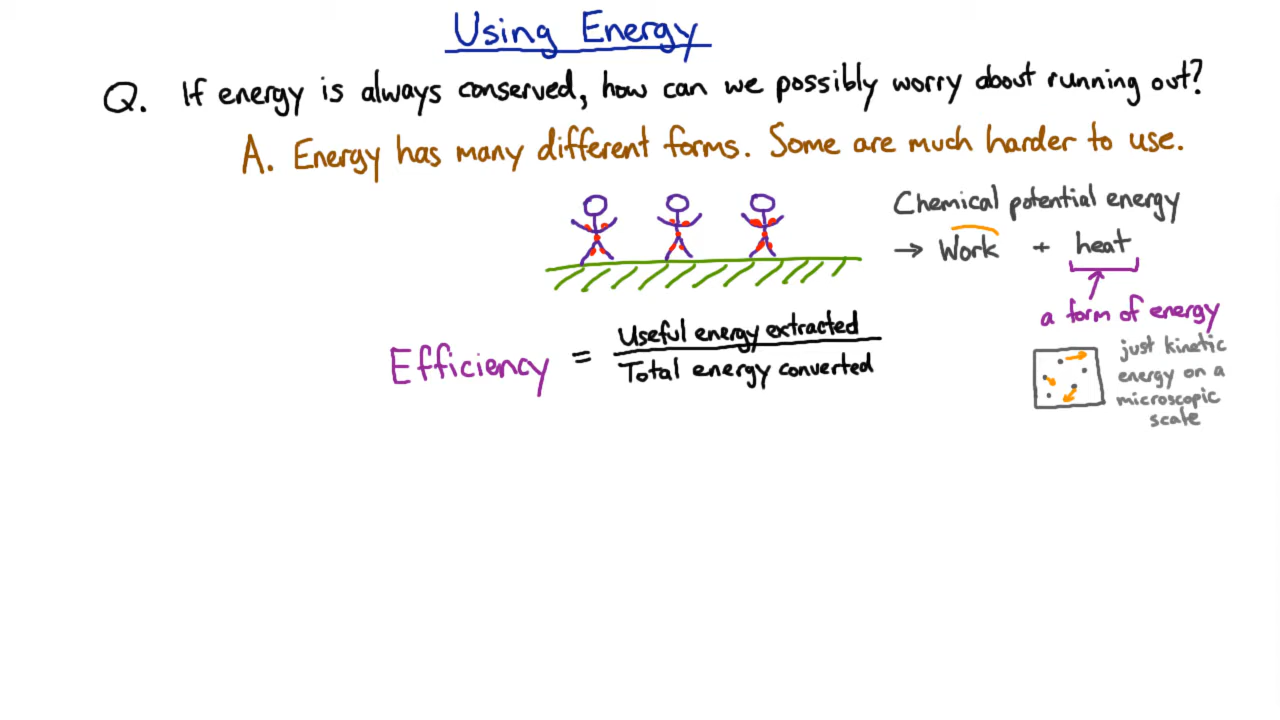 Using Energy
Q. If energy is always conserved, how can we possibly worry about running out?
A. Energy has many different forms. Some are much harder to use.
Chemical potential energy
→ Work + heat
a form of energy
just kinetic
energy on a
microscopic
scale
Efficiency = Useful energy extracted
Total energy converted